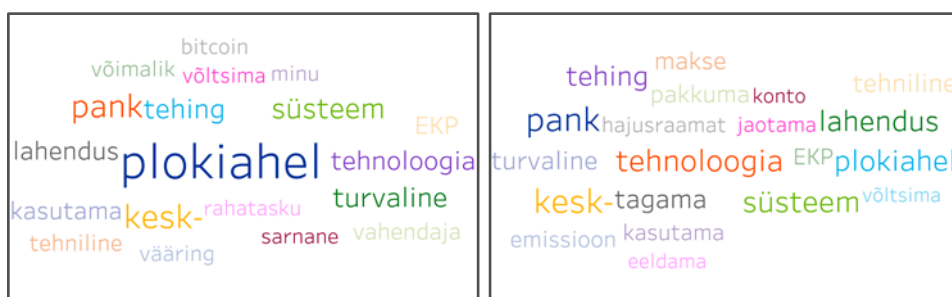 bitcoin
võimalik võltsima minu
pank tehing süsteem
EKP
lahendus plokiahel tehnoloogia
turvaline
kasutama kesk- rahatasku
sarnane vahendaja
tehniline
vääring
makse
tehing tehniline
pakkuma konto
pank hajusraamat jaotama lahendus
turvaline tehnoloogia EKP plokiahel
kesk- tagama süsteem võltsima
emissioon kasutama
eeldama